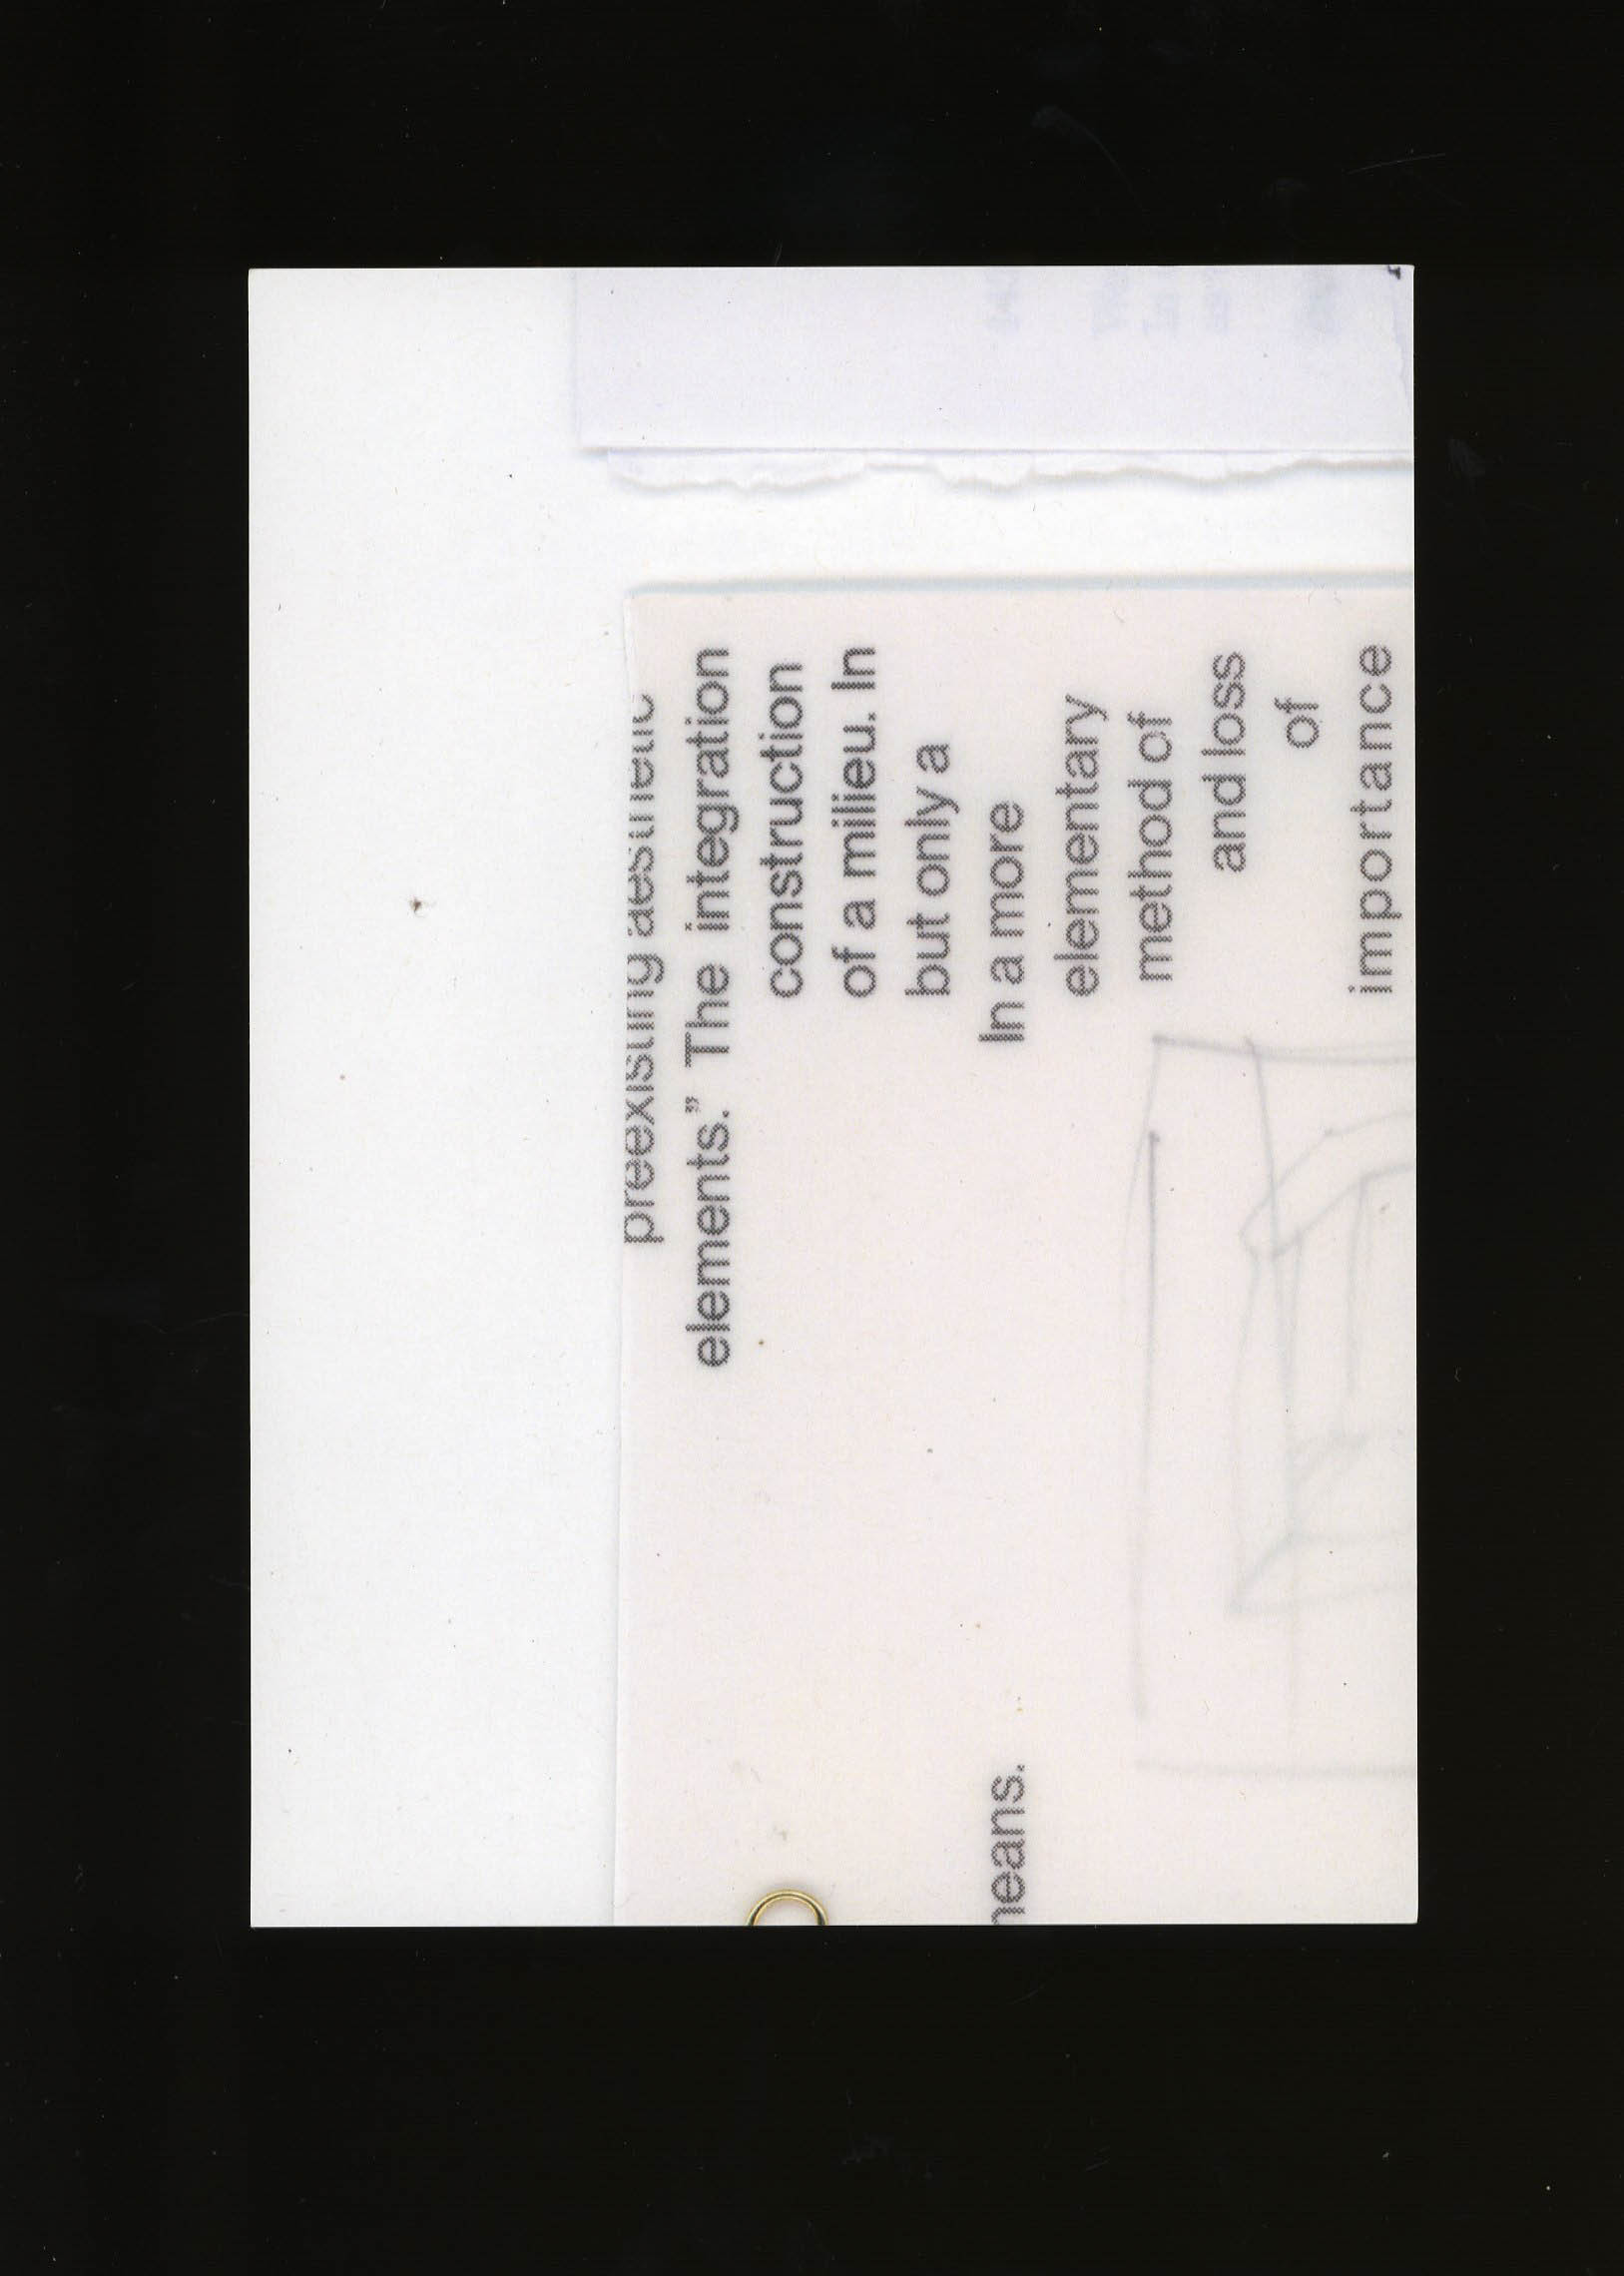 preexisting aesthetic
elements.” The integration
construction
of a milieu. In
but only a
In a more means.
elementary
method of
and loss
of
importance